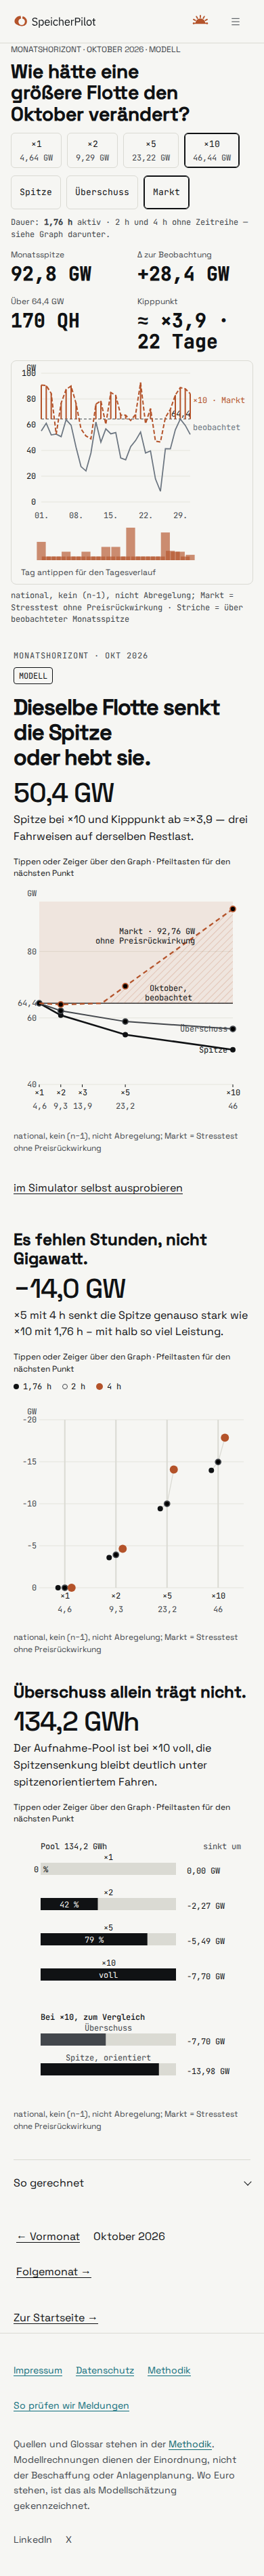 SpeicherPilot
MONATSHORIZONT · OKTOBER 2026 · MODELL
Wie hätte eine
größere Flotte den
Oktober verändert?
×1 ×2 ×5 ×10
4,64 GW 9,29 GW 23,22 GW 46,44 GW
Spitze Überschuss Markt
Dauer: 1,76 h aktiv · 2 h und 4 h ohne Zeitreihe –
siehe Graph darunter.
Monatsspitze Δ zur Beobachtung
92,8 GW +28,4 GW
Über 64,4 GW Kipppunkt
170 QH ≈ ×3,9 ·
22 Tage
GW
100
80
60
40
20
0
×10 · Markt
64,4
beobachtet
01. 08. 15. 22. 29.
Tag antippen für den Tagesverlauf
national, kein (n-1), nicht Abregelung; Markt =
Stresstest ohne Preisrückwirkung · Striche = über
beobachteter Monatsspitze
MONATSHORIZONT · OKT 2026
MODELL
Dieselbe Flotte senkt
die Spitze
oder hebt sie.
50,4 GW
Spitze bei ×10 und Kipppunkt ab ≈×3,9 — drei
Fahrweisen auf derselben Restlast.
Tippen oder Zeiger über den Graph · Pfeiltasten für den
nächsten Punkt
GW
Markt · 92,76 GW
ohne Preisrückwirkung
80
Oktober,
beobachtet
64,4
60
Überschuss
Spitze
40
×1 ×2 ×3 ×5 ×10
4,6 9,3 13,9 23,2 46
national, kein (n−1), nicht Abregelung; Markt = Stresstest
ohne Preisrückwirkung
im Simulator selbst ausprobieren
Es fehlen Stunden, nicht
Gigawatt.
−14,0 GW
×5 mit 4 h senkt die Spitze genauso stark wie
×10 mit 1,76 h – mit halb so viel Leistung.
Tippen oder Zeiger über den Graph · Pfeiltasten für den
nächsten Punkt
1,76 h 2 h 4 h
GW
-20
-15
-10
-5
0
×1 ×2 ×5 ×10
4,6 9,3 23,2 46
national, kein (n−1), nicht Abregelung; Markt = Stresstest
ohne Preisrückwirkung
Überschuss allein trägt nicht.
134,2 GWh
Der Aufnahme-Pool ist bei ×10 voll, die
Spitzensenkung bleibt deutlich unter
spitzenorientiertem Fahren.
Tippen oder Zeiger über den Graph · Pfeiltasten für den
nächsten Punkt
Pool 134,2 GWh sinkt um
×1
0 % 0,00 GW
×2
42 % -2,27 GW
×5
79 % -5,49 GW
×10
voll -7,70 GW
Bei ×10, zum Vergleich
Überschuss
-7,70 GW
Spitze, orientiert
-13,98 GW
national, kein (n−1), nicht Abregelung; Markt = Stresstest
ohne Preisrückwirkung
So gerechnet
← Vormonat Oktober 2026
Folgemonat →
Zur Startseite →
Impressum Datenschutz Methodik
So prüfen wir Meldungen
Quellen und Glossar stehen in der Methodik.
Modellrechnungen dienen der Einordnung, nicht
der Beschaffung oder Anlagenplanung. Wo Euro
stehen, ist das als Modellschätzung
gekennzeichnet.
LinkedIn X